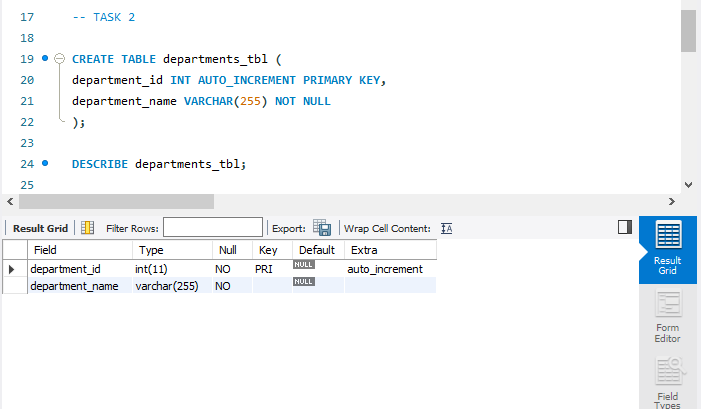 17 -- TASK 2
18
19 CREATE TABLE departments_tbl (
20 department_id INT AUTO_INCREMENT PRIMARY KEY,
21 department_name VARCHAR(255) NOT NULL
22 );
23
24 DESCRIBE departments_tbl;
25
Result Grid Filter Rows: Export: Wrap Cell Content: IA
Field Type Null Key Default Extra
department_id int(11) NO PRI NULL auto_increment
department_name varchar(255) NO NULL
Result
Grid
Form
Editor
Field
Types